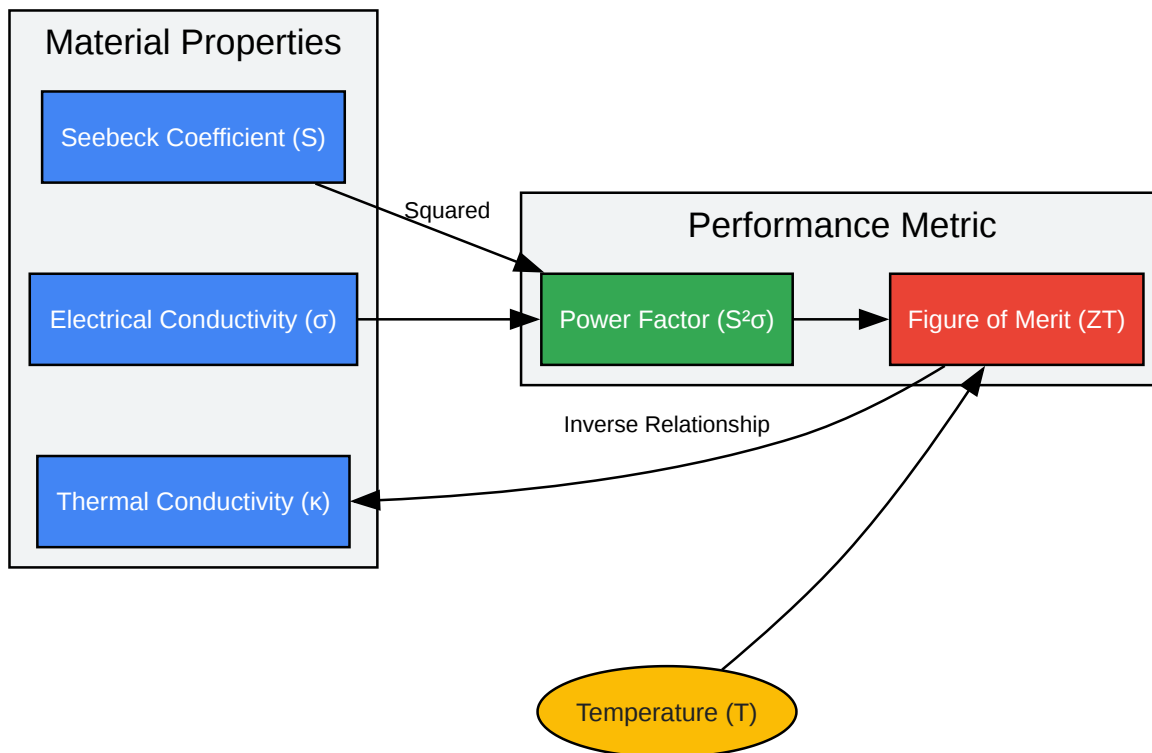 Material Properties
Seebeck Coefficient (S)
Squared
Performance Metric
Electrical Conductivity (σ)
Power Factor (S²σ)
Figure of Merit (ZT)
Inverse Relationship
Thermal Conductivity (κ)
Temperature (T)